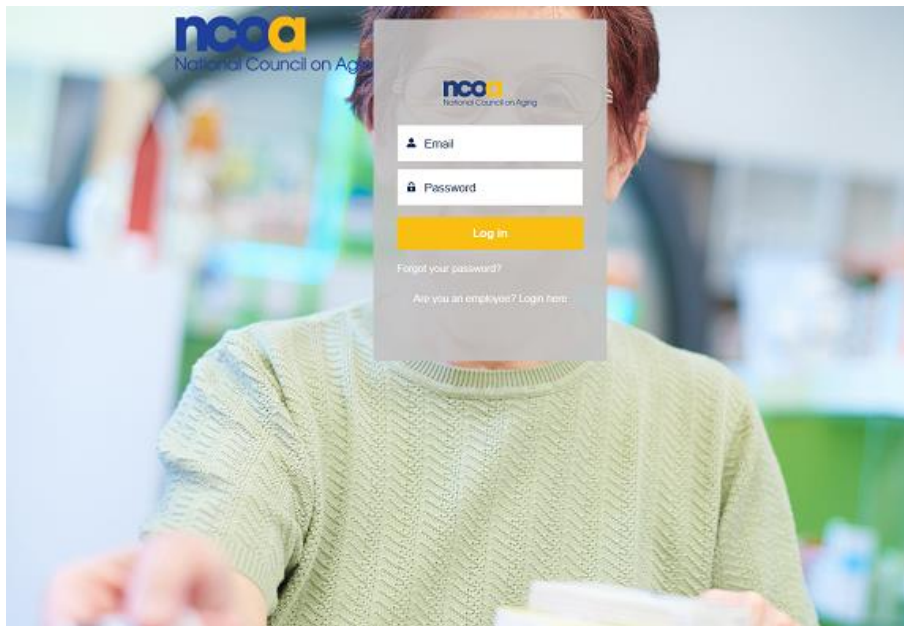 ncoa
National Council on Agin
ncoa
National Council on Aging
Email
Password
Log in
Forgot your password?
Are you an employee? Login here